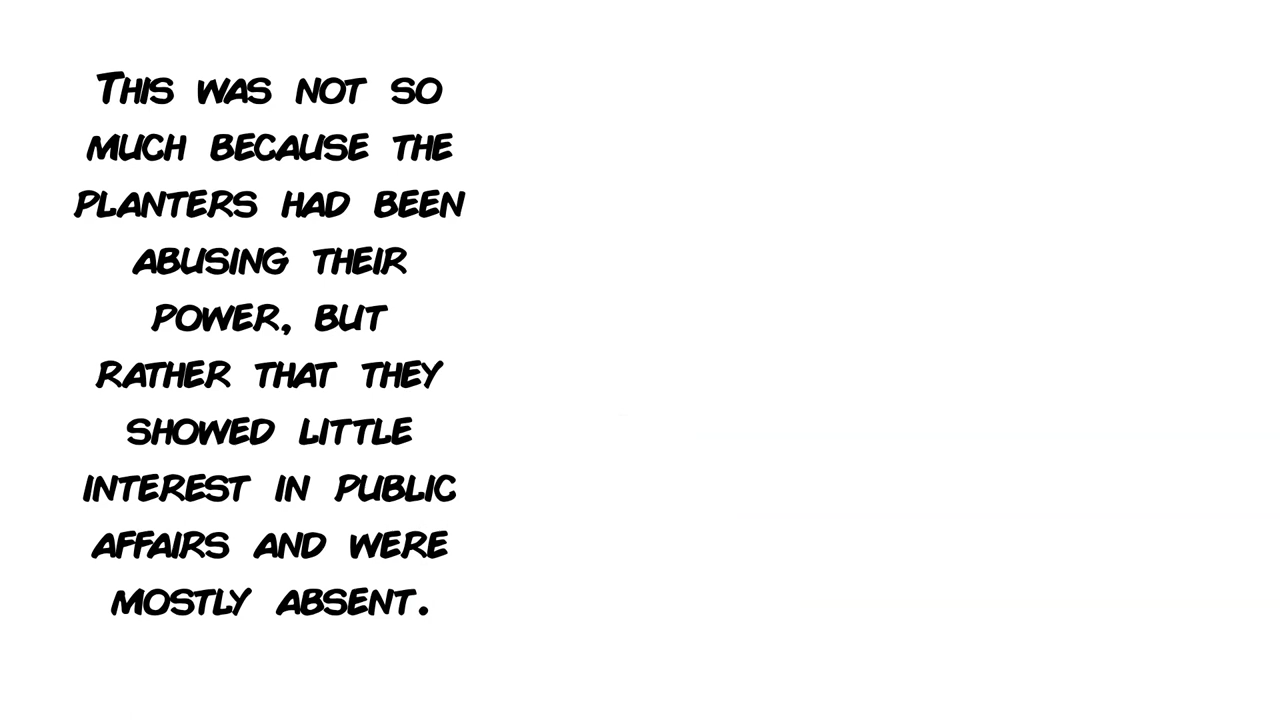 This was not so
much because the
planters had been
abusing their
power, but
rather that they
showed little
interest in public
affairs and were
mostly absent.